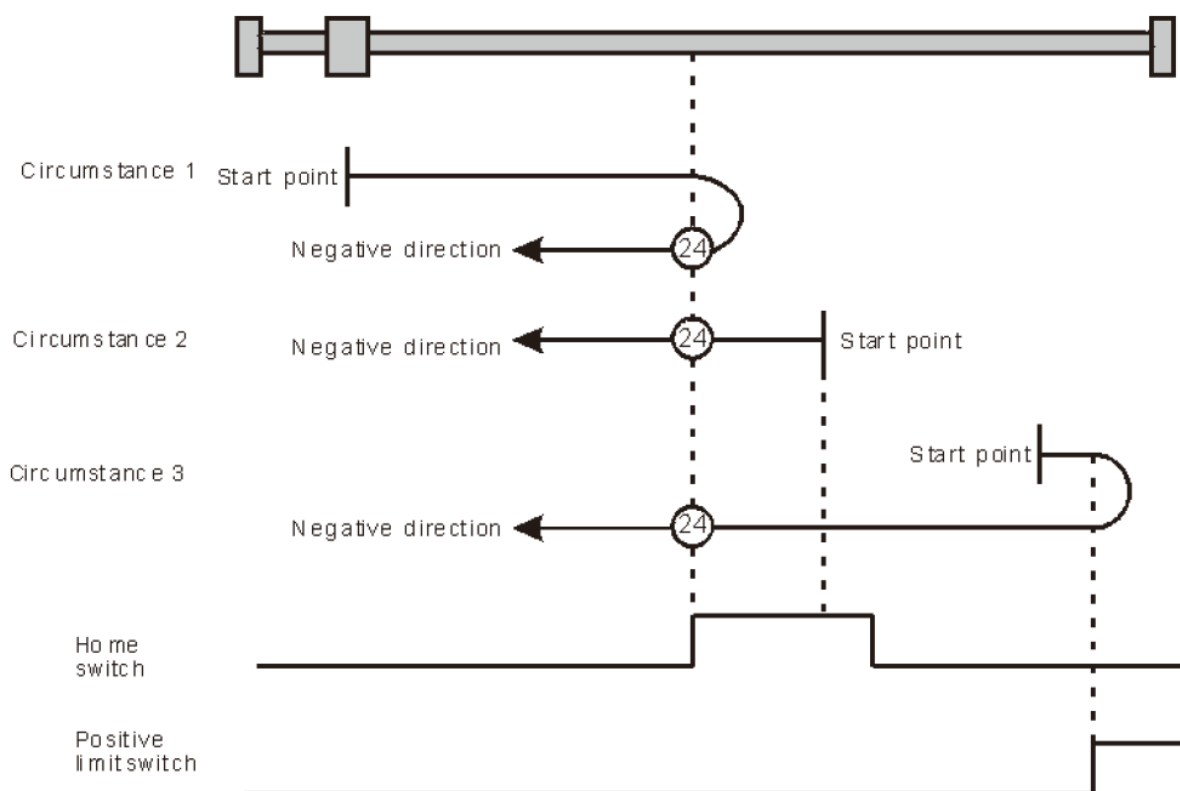 Circumstance 1
Start point
Negative direction
24
Circumstance 2
Negative direction
24
Start point
Start point
Circumstance 3
Negative direction
24
Home
switch
Positive
limit switch